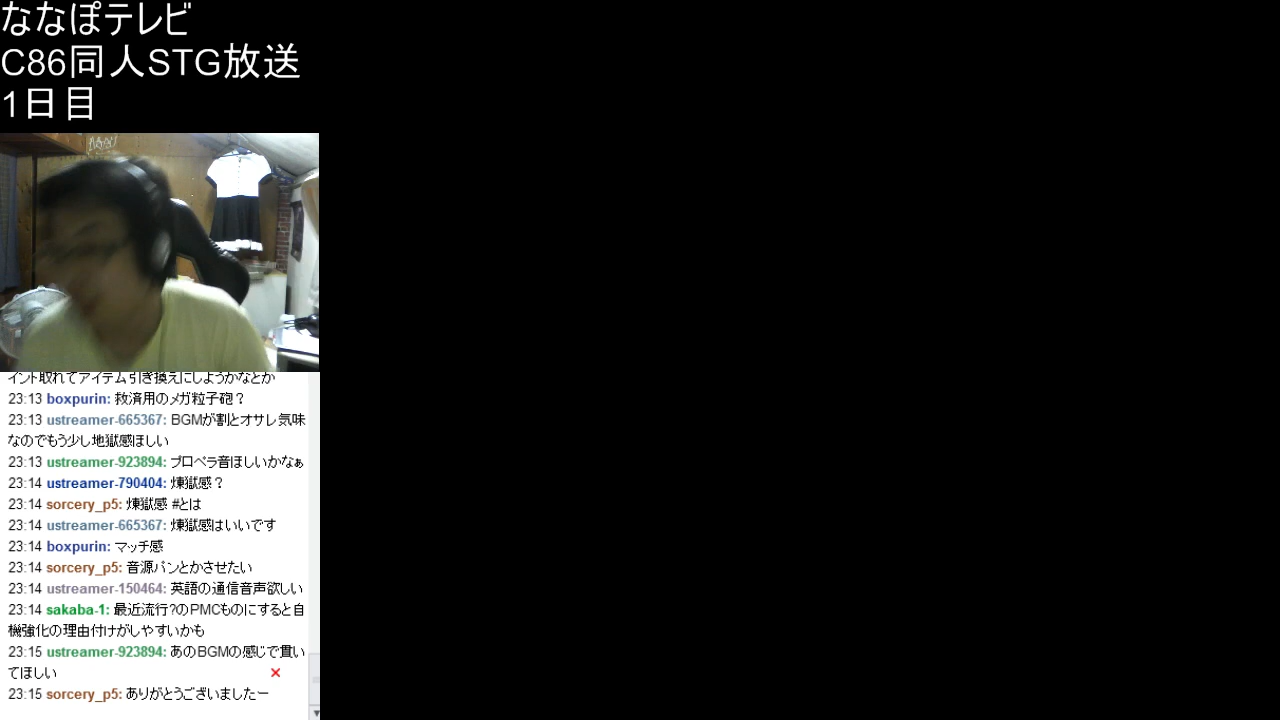 ななぽテレビ
C86同人STG放送
1日目
イント取れてアイテム引き換えにしようかなとか
23:13 boxpurin: 救済用のメガ粒子砲？
23:13 ustreamer-665367: BGMが割とオサレ気味
なのでもう少し地獄感ほしい
23:13 ustreamer-923894: プロペラ音ほしいかなぁ
23:14 ustreamer-790404: 煉獄感？
23:14 sorcery_p5: 煉獄感 #とは
23:14 ustreamer-665367: 煉獄感はいいです
23:14 boxpurin: マッチ感
23:14 sorcery_p5: 音源パンとかさせたい
23:14 ustreamer-150464: 英語の通信音声欲しい
23:14 sakaba-1: 最近流行?のPMCものにすると自
機強化の理由付けがしやすいかも
23:15 ustreamer-923894: あのBGMの感じで貫い
てほしい
23:15 sorcery_p5: ありがとうございましたー